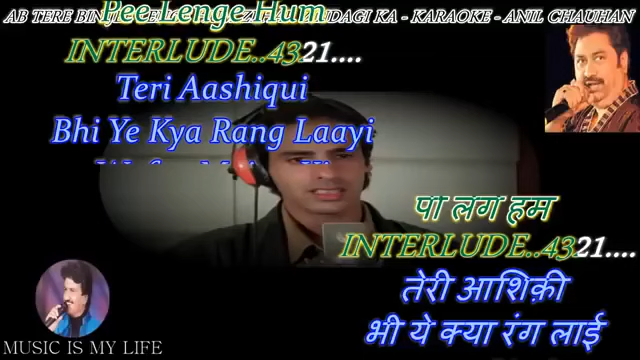 Pee Lenge Hum
AB TERE BIN
KA - KARAOKE - ANIL CHAUHAN
INTERLUDE..4321....
Teri Aashiqui
Bhi Ye Kya Rang Laayi
हम
INTERLUDE..4321....
तेरी आशिक़ी
भी ये क्या रंग लाई
MUSIC IS MY LIFE